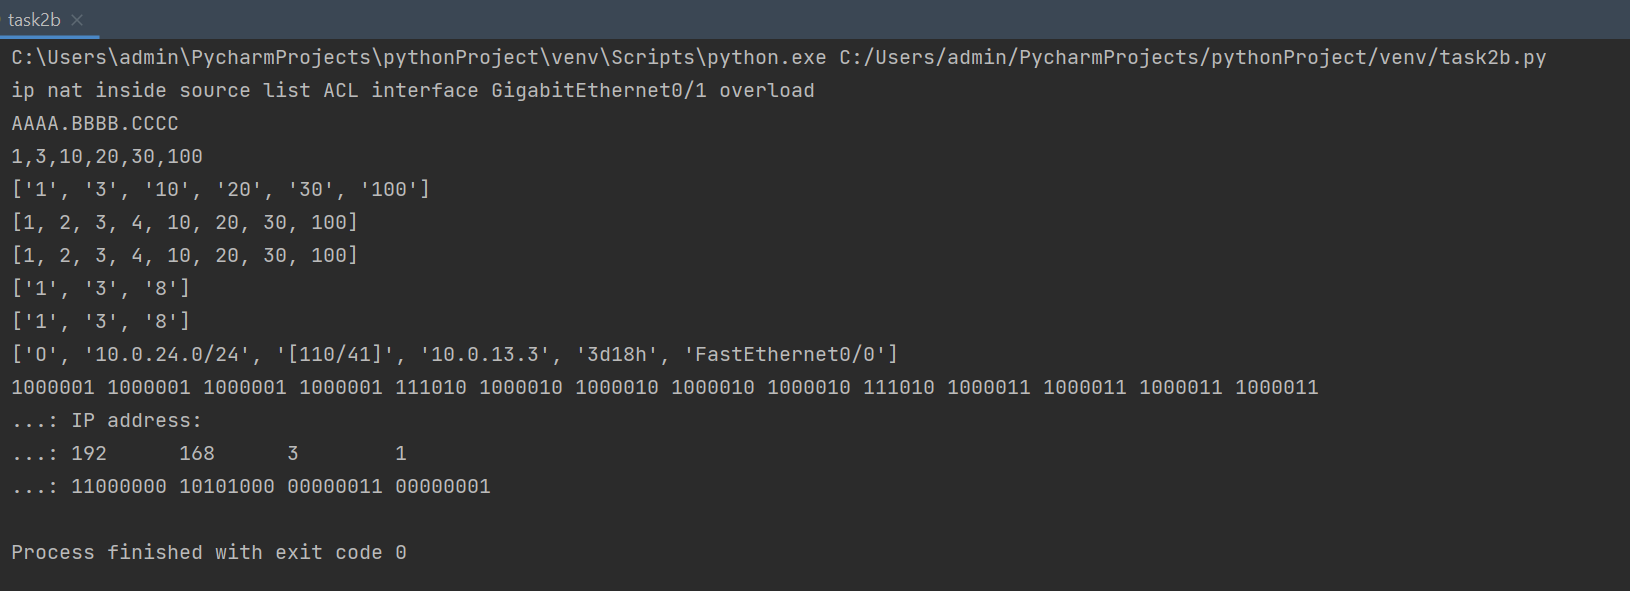 task2b
C:\Users\admin\PycharmProjects\pythonProject\venv\Scripts\python.exe C:/Users/admin/PycharmProjects/pythonProject/venv/task2b.py
ip nat inside source list ACL interface GigabitEthernet0/1 overload
AAAA.BBBB.CCCC
1,3,10,20,30,100
['1', '3', '10', '20', '30', '100']
[1, 2, 3, 4, 10, 20, 30, 100]
[1, 2, 3, 4, 10, 20, 30, 100]
['1', '3', '8']
['1', '3', '8']
['O', '10.0.24.0/24', '[110/41]', '10.0.13.3', '3d18h', 'FastEthernet0/0']
1000001 1000001 1000001 1000001 111010 1000010 1000010 1000010 1000010 111010 1000011 1000011 1000011 1000011
...: IP address:
...: 192      168      3        1
...: 11000000 10101000 00000011 00000001
Process finished with exit code 0